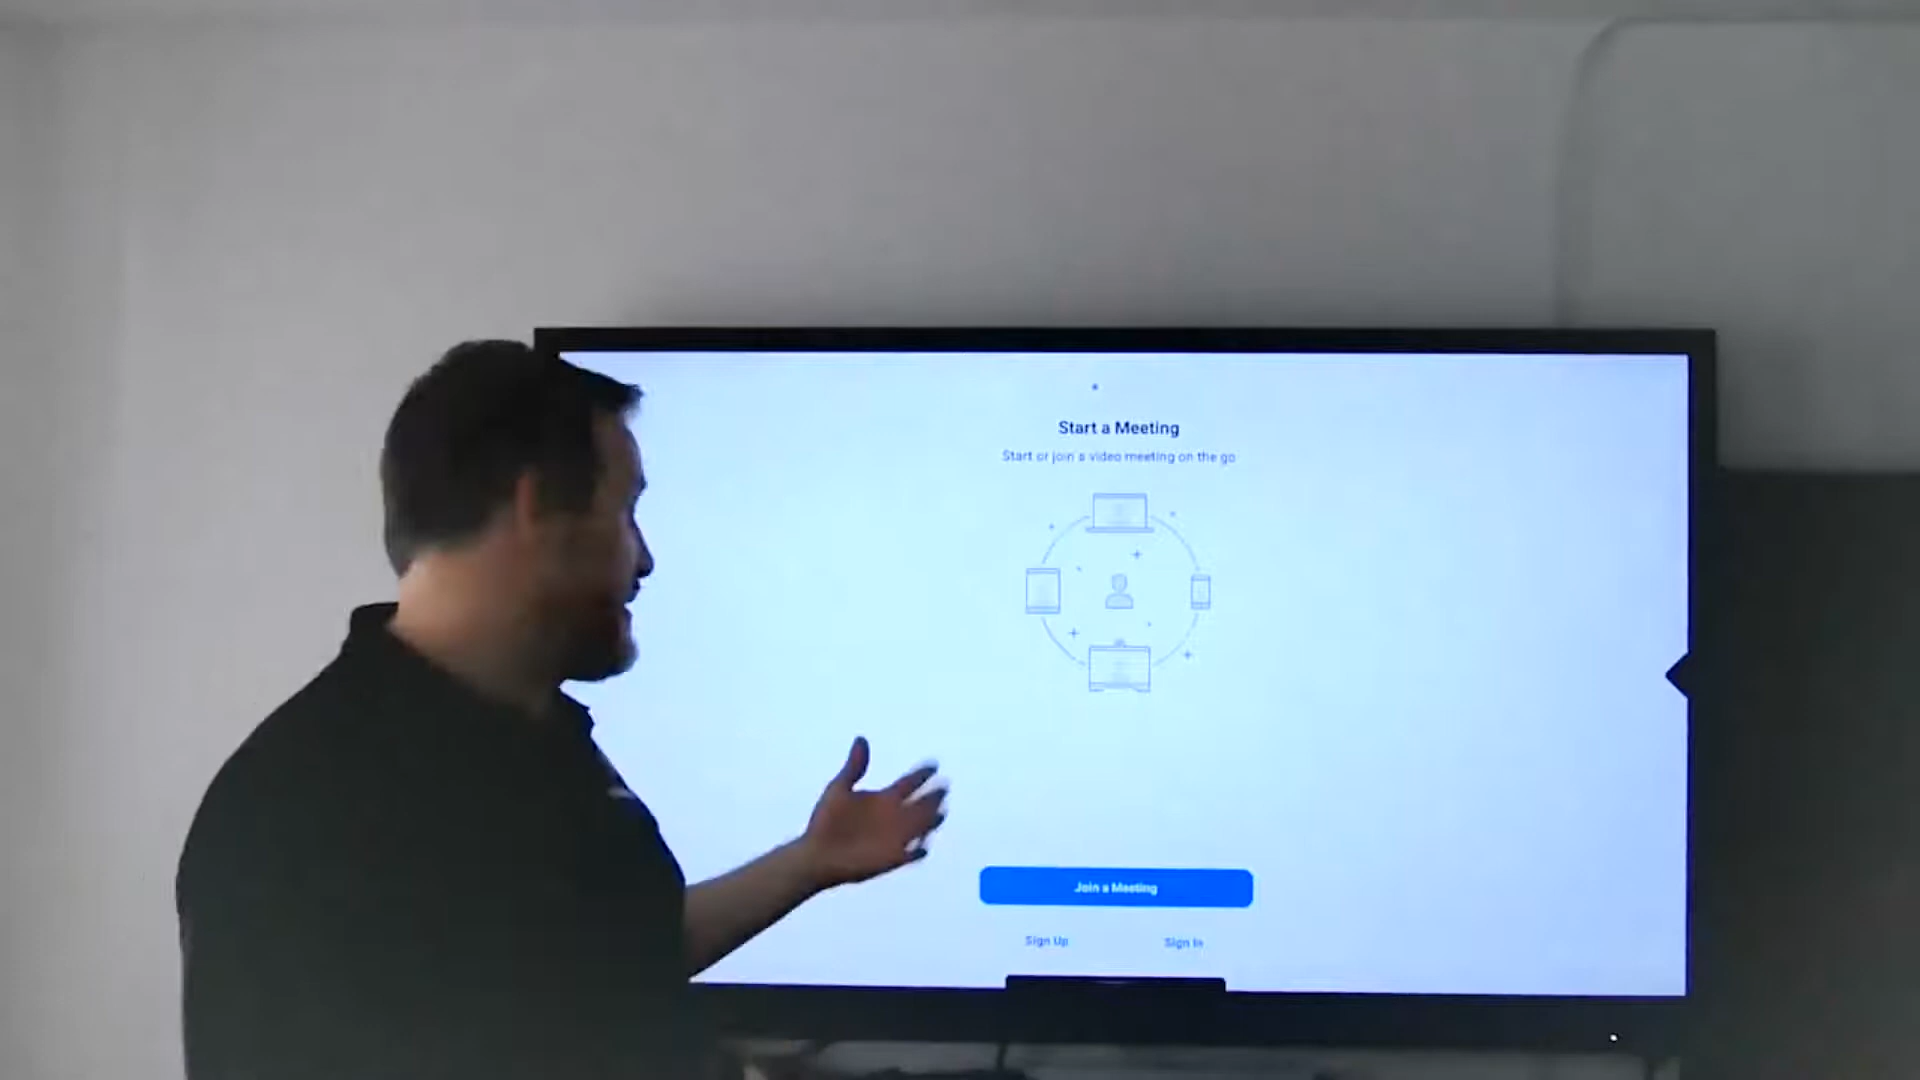 Start a Meeting
Start or join a video meeting on the go
Join a Meeting
Sign Up
Sign In